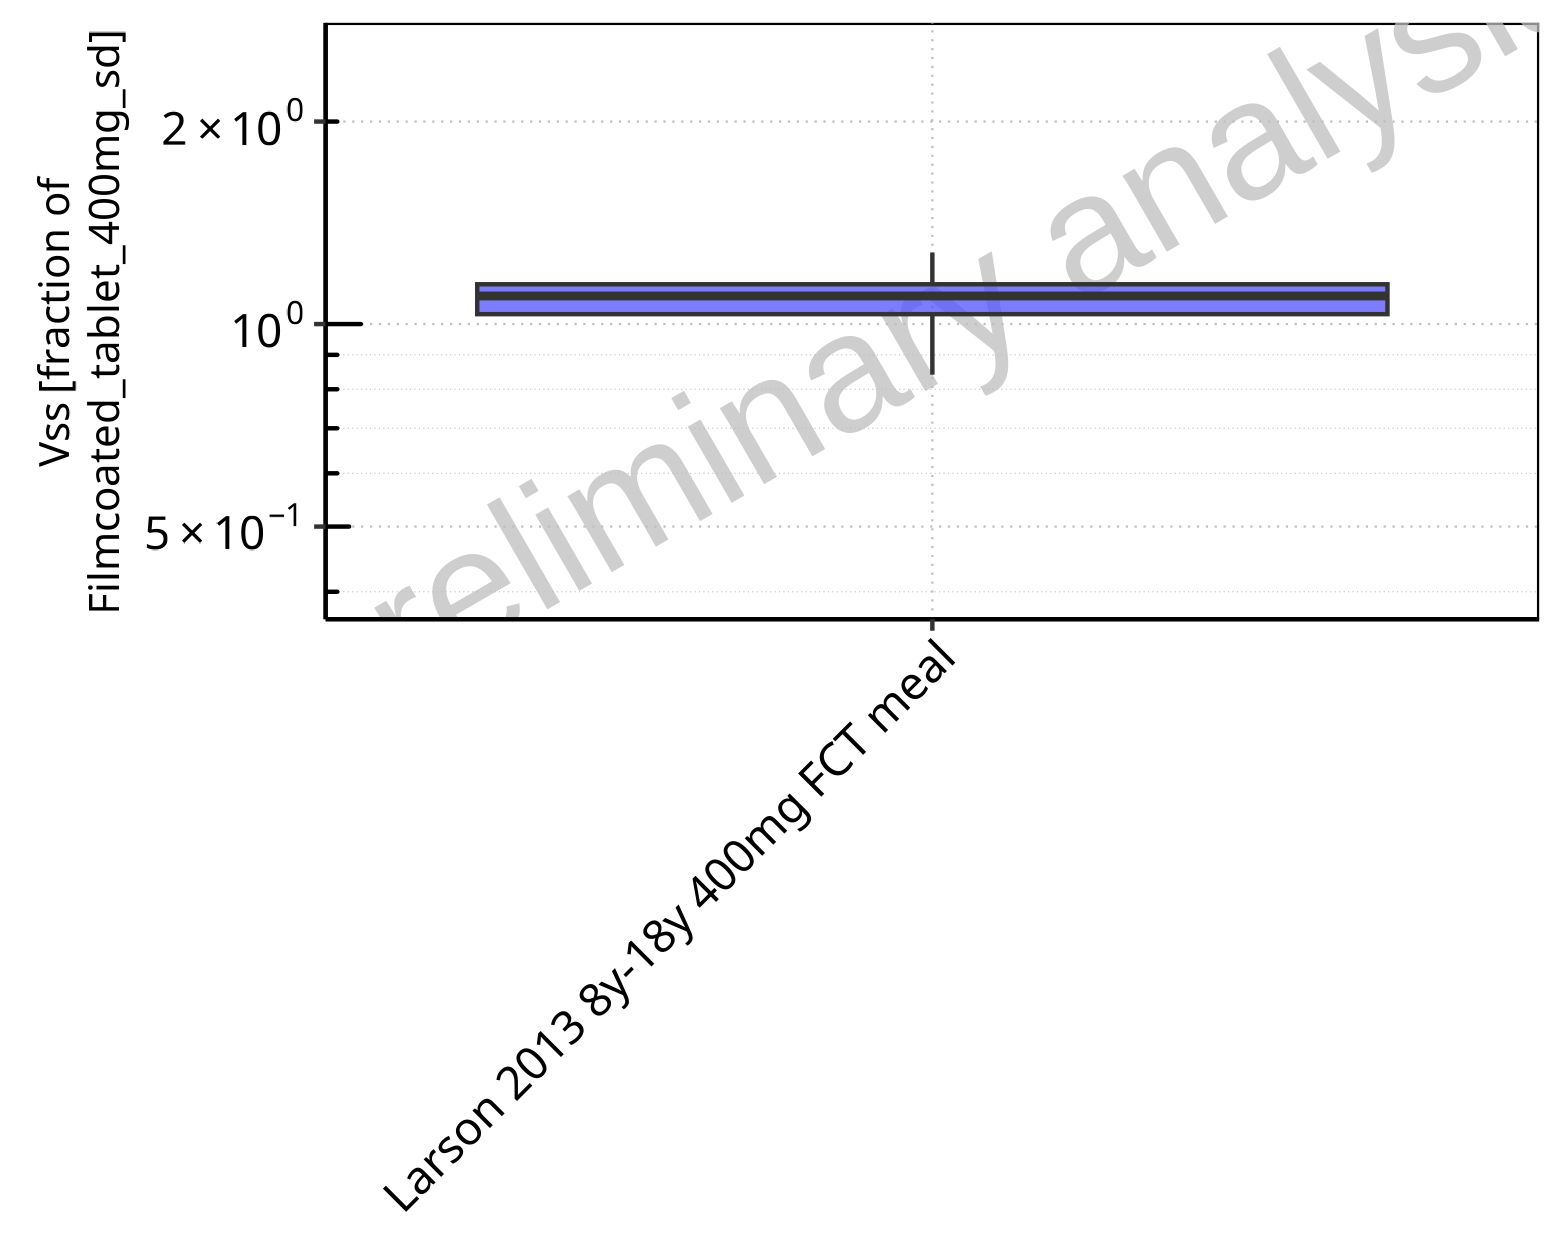 Vss [fraction of
Filmcoated_tablet_400mg_sd]
2 × 10⁰
10⁰
5 × 10⁻¹
reliminary analysi
Larson 2013 8y-18y 400mg FCT meal